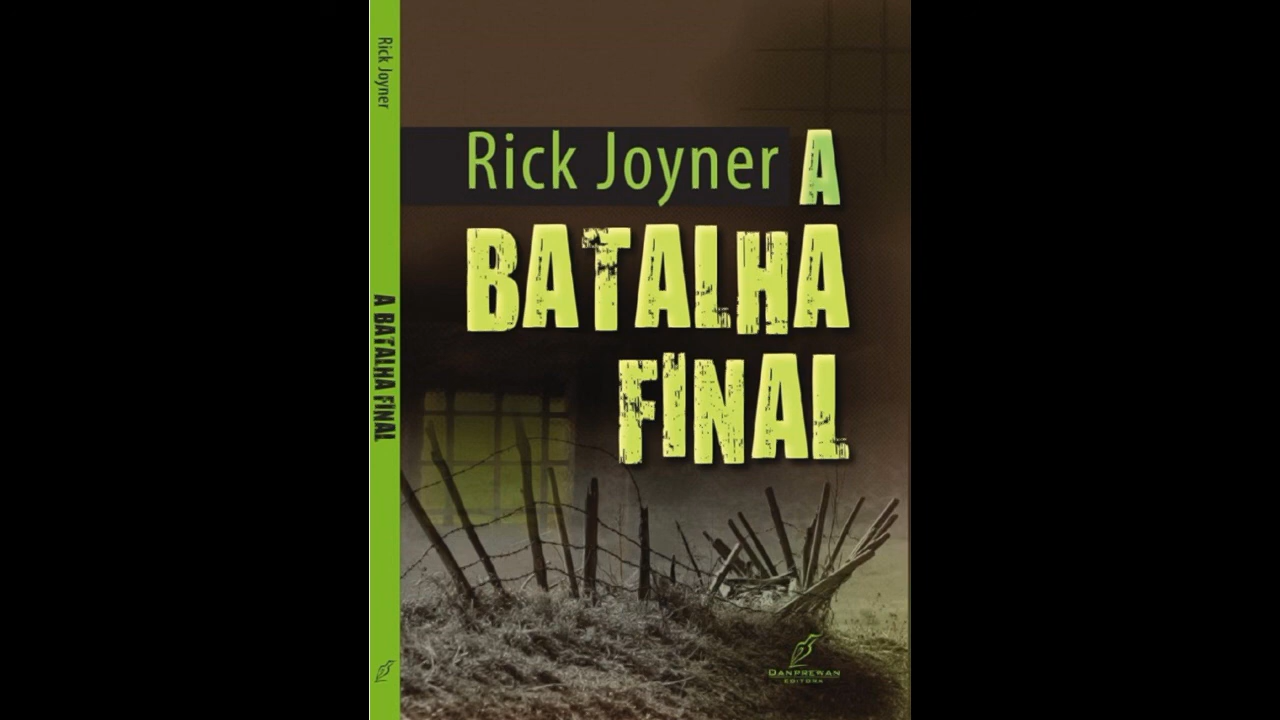 Rick Joyner
A BATALHA FINAL
Rick Joyner
A
BATALHA
FINAL
DANPREWAN
EDITORA